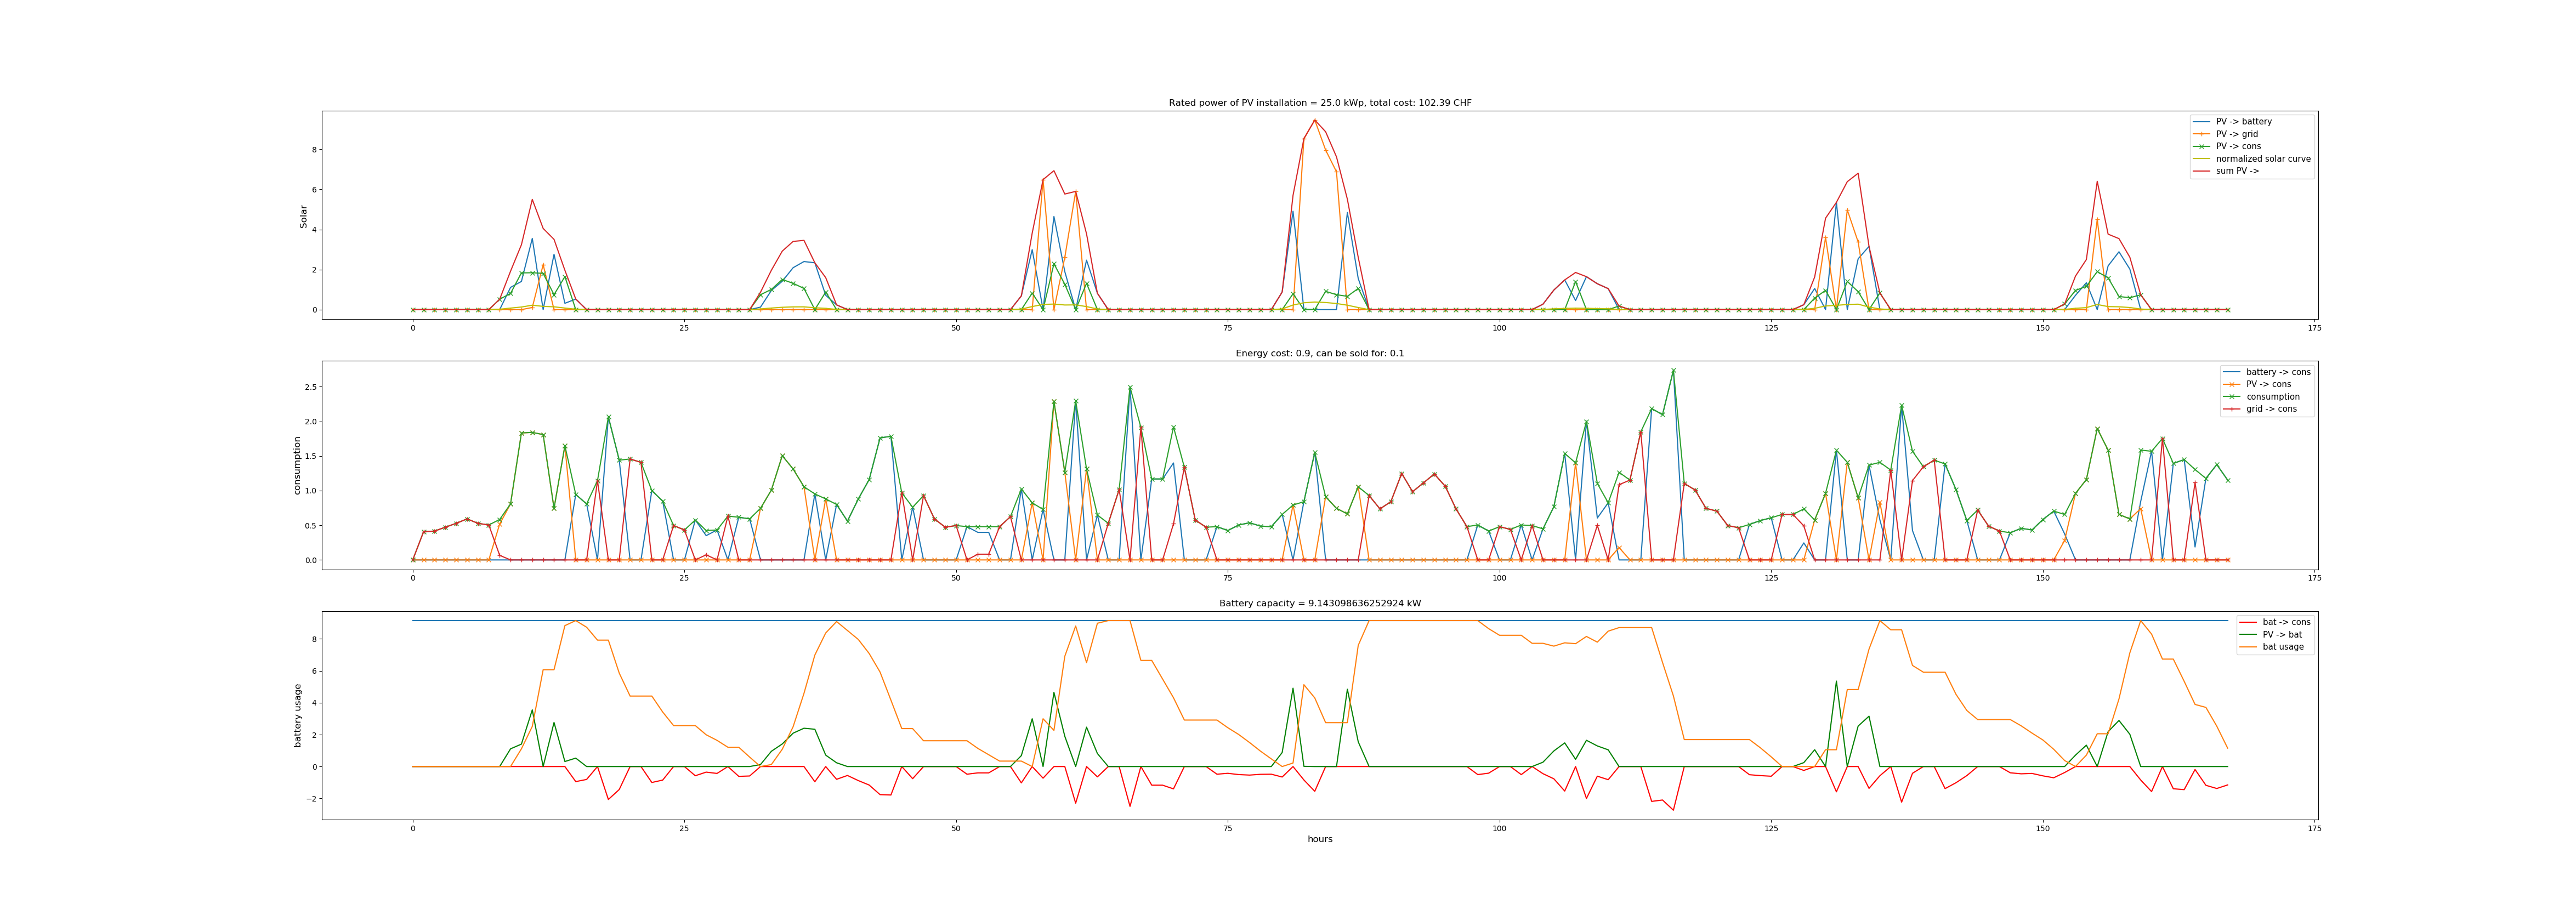 Rated power of PV installation = 25.0 kWp, total cost: 102.39 CHF
Solar
8
6
4
2
0
0 25 50 75 100 125 150 175
PV -> battery
PV -> grid
PV -> cons
normalized solar curve
sum PV ->
Energy cost: 0.9, can be sold for: 0.1
consumption
2.5
2.0
1.5
1.0
0.5
0.0
0 25 50 75 100 125 150 175
battery -> cons
PV -> cons
consumption
grid -> cons
Battery capacity = 9.143098636252924 kW
battery usage
8
6
4
2
0
−2
0 25 50 75 100 125 150 175
hours
bat -> cons
PV -> bat
bat usage